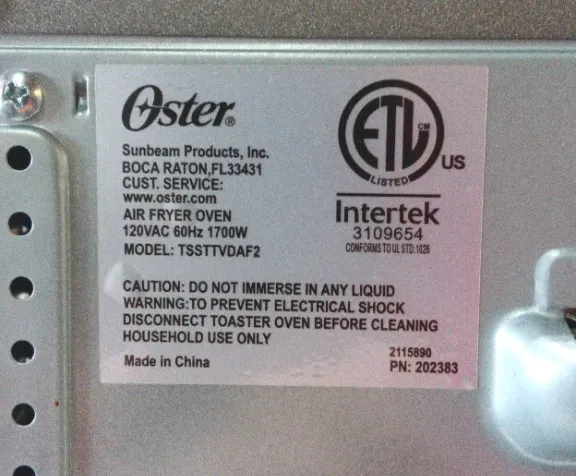 Oster®
Sunbeam Products, Inc.
BOCA RATON,FL33431
CUST. SERVICE:
www.oster.com
AIR FRYER OVEN
120VAC 60Hz 1700W
MODEL: TSSTTVDAF2
ETL CM
LISTED
US
Intertek
3109654
CONFORMS TO UL STD.1026
CAUTION: DO NOT IMMERSE IN ANY LIQUID
WARNING:TO PREVENT ELECTRICAL SHOCK
DISCONNECT TOASTER OVEN BEFORE CLEANING
HOUSEHOLD USE ONLY
Made in China
2115890
PN: 202383